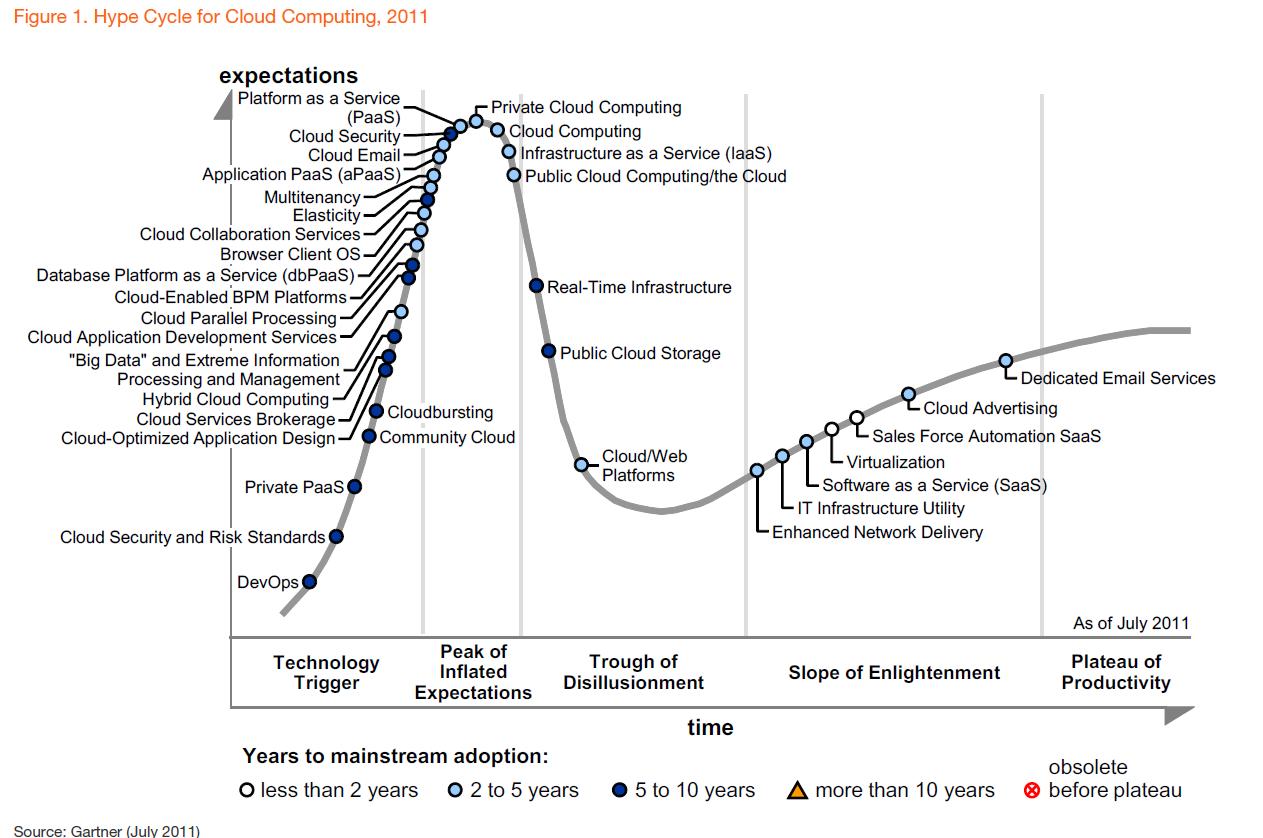 Figure 1. Hype Cycle for Cloud Computing, 2011
expectations
Platform as a Service
(PaaS)
Cloud Security
Cloud Email
Application PaaS (aPaaS)
Multitenancy
Elasticity
Cloud Collaboration Services
Browser Client OS
Database Platform as a Service (dbPaaS)
Cloud-Enabled BPM Platforms
Cloud Parallel Processing
Cloud Application Development Services
"Big Data" and Extreme Information
Processing and Management
Hybrid Cloud Computing
Cloud Services Brokerage
Cloud-Optimized Application Design
Cloudbursting
Community Cloud
Private PaaS
Cloud Security and Risk Standards
DevOps
Private Cloud Computing
Cloud Computing
Infrastructure as a Service (IaaS)
Public Cloud Computing/the Cloud
Real-Time Infrastructure
Public Cloud Storage
Cloud/Web
Platforms
Dedicated Email Services
Cloud Advertising
Sales Force Automation SaaS
Virtualization
Software as a Service (SaaS)
IT Infrastructure Utility
Enhanced Network Delivery
As of July 2011
Technology
Trigger
Peak of
Inflated
Expectations
Trough of
Disillusionment
Slope of Enlightenment
Plateau of
Productivity
time
Years to mainstream adoption:
less than 2 years
2 to 5 years
5 to 10 years
more than 10 years
obsolete
before plateau
Source: Gartner (July 2011)